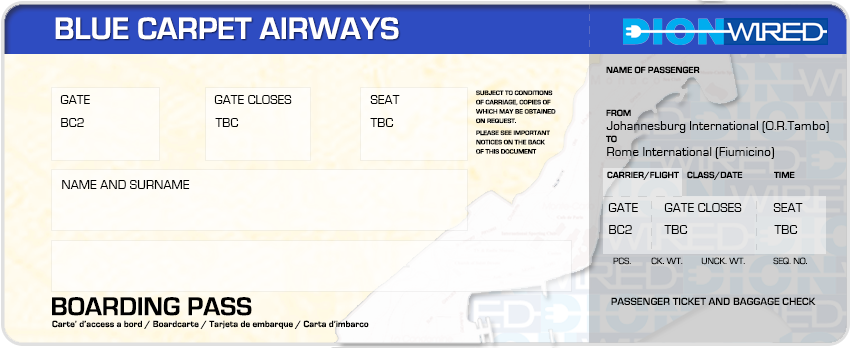 BLUE CARPET AIRWAYS
DION WIRED
GATE
BC2
GATE CLOSES
TBC
SEAT
TBC
SUBJECT TO CONDITIONS
OF CARRIAGE, COPIES OF
WHICH MAY BE OBTAINED
ON REQUEST.
PLEASE SEE IMPORTANT
NOTICES ON THE BACK
OF THIS DOCUMENT
NAME AND SURNAME
BOARDING PASS
Carte' d'access a bord / Boardcarte / Tarjeta de embarque / Carta d'imbarco
NAME OF PASSENGER
FROM
Johannesburg International (O.R.Tambo)
TO
Rome International (Fiumicino)
CARRIER/FLIGHT CLASS/DATE TIME
GATE GATE CLOSES SEAT
BC2 TBC TBC
PCS. CK. WT. UNCK. WT. SEQ. NO.
PASSENGER TICKET AND BAGGAGE CHECK